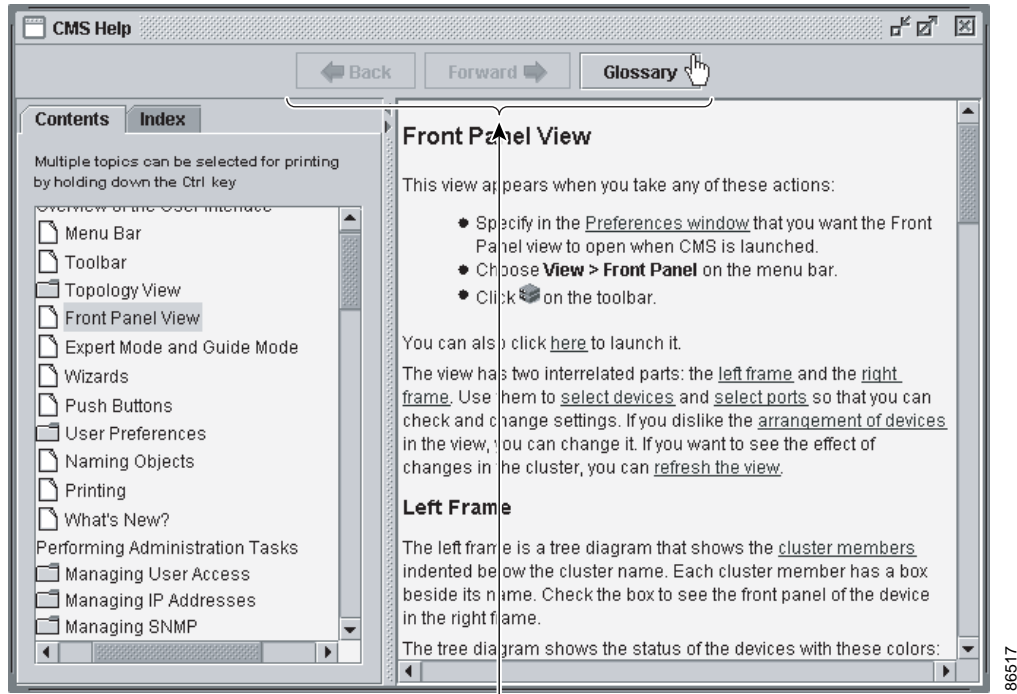 CMS Help
Back
Forward
Glossary
Contents
Index
Multiple topics can be selected for printing
by holding down the Ctrl key
Overview of the User Interface
Menu Bar
Toolbar
Topology View
Front Panel View
Expert Mode and Guide Mode
Wizards
Push Buttons
User Preferences
Naming Objects
Printing
What's New?
Performing Administration Tasks
Managing User Access
Managing IP Addresses
Managing SNMP
Front Panel View
This view appears when you take any of these actions:
Specify in the Preferences window that you want the Front
Panel view to open when CMS is launched.
Choose View > Front Panel on the menu bar.
Click on the toolbar.
You can also click here to launch it.
The view has two interrelated parts: the left frame and the right
frame. Use them to select devices and select ports so that you can
check and change settings. If you dislike the arrangement of devices
in the view, you can change it. If you want to see the effect of
changes in the cluster, you can refresh the view.
Left Frame
The left frame is a tree diagram that shows the cluster members
indented below the cluster name. Each cluster member has a box
beside its name. Check the box to see the front panel of the device
in the right frame.
The tree diagram shows the status of the devices with these colors:
86517